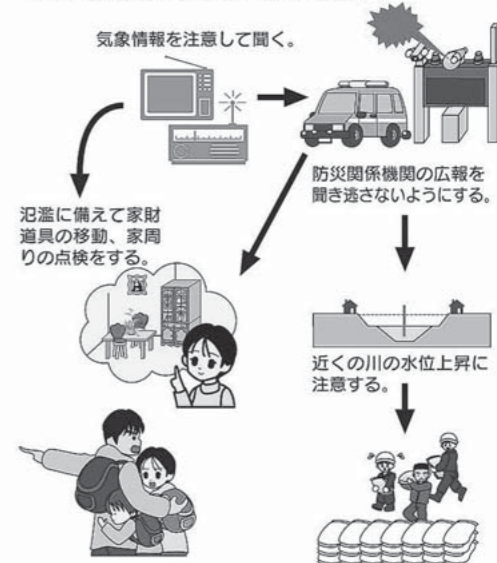 気象情報を注意して聞く。
防災関係機関の広報を
聞き逃さないようにする。
氾濫に備えて家財
道具の移動、家周
りの点検をする。
近くの川の水位上昇に
注意する。